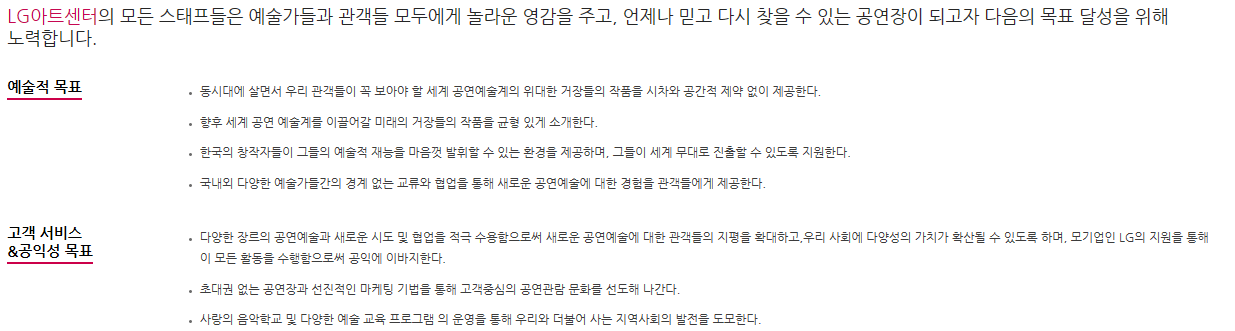 LG아트센터의 모든 스태프들은 예술가들과 관객들 모두에게 놀라운 영감을 주고, 언제나 믿고 다시 찾을 수 있는 공연장이 되고자 다음의 목표 달성을 위해
노력합니다.
예술적 목표
• 동시대에 살면서 우리 관객들이 꼭 보아야 할 세계 공연예술계의 위대한 거장들의 작품을 시차와 공간적 제약 없이 제공한다.
• 향후 세계 공연 예술계를 이끌어갈 미래의 거장들의 작품을 균형 있게 소개한다.
• 한국의 창작자들이 그들의 예술적 재능을 마음껏 발휘할 수 있는 환경을 제공하며, 그들이 세계 무대로 진출할 수 있도록 지원한다.
• 국내외 다양한 예술가들간의 경계 없는 교류와 협업을 통해 새로운 공연예술에 대한 경험을 관객들에게 제공한다.
고객 서비스
&공익성 목표
• 다양한 장르의 공연예술과 새로운 시도 및 협업을 적극 수용함으로써 새로운 공연예술에 대한 관객들의 지평을 확대하고,우리 사회에 다양성의 가치가 확산될 수 있도록 하며, 모기업인 LG의 지원을 통해
이 모든 활동을 수행함으로써 공익에 이바지한다.
• 초대권 없는 공연장과 선진적인 마케팅 기법을 통해 고객중심의 공연관람 문화를 선도해 나간다.
• 사랑의 음악학교 및 다양한 예술 교육 프로그램 의 운영을 통해 우리와 더불어 사는 지역사회의 발전을 도모한다.